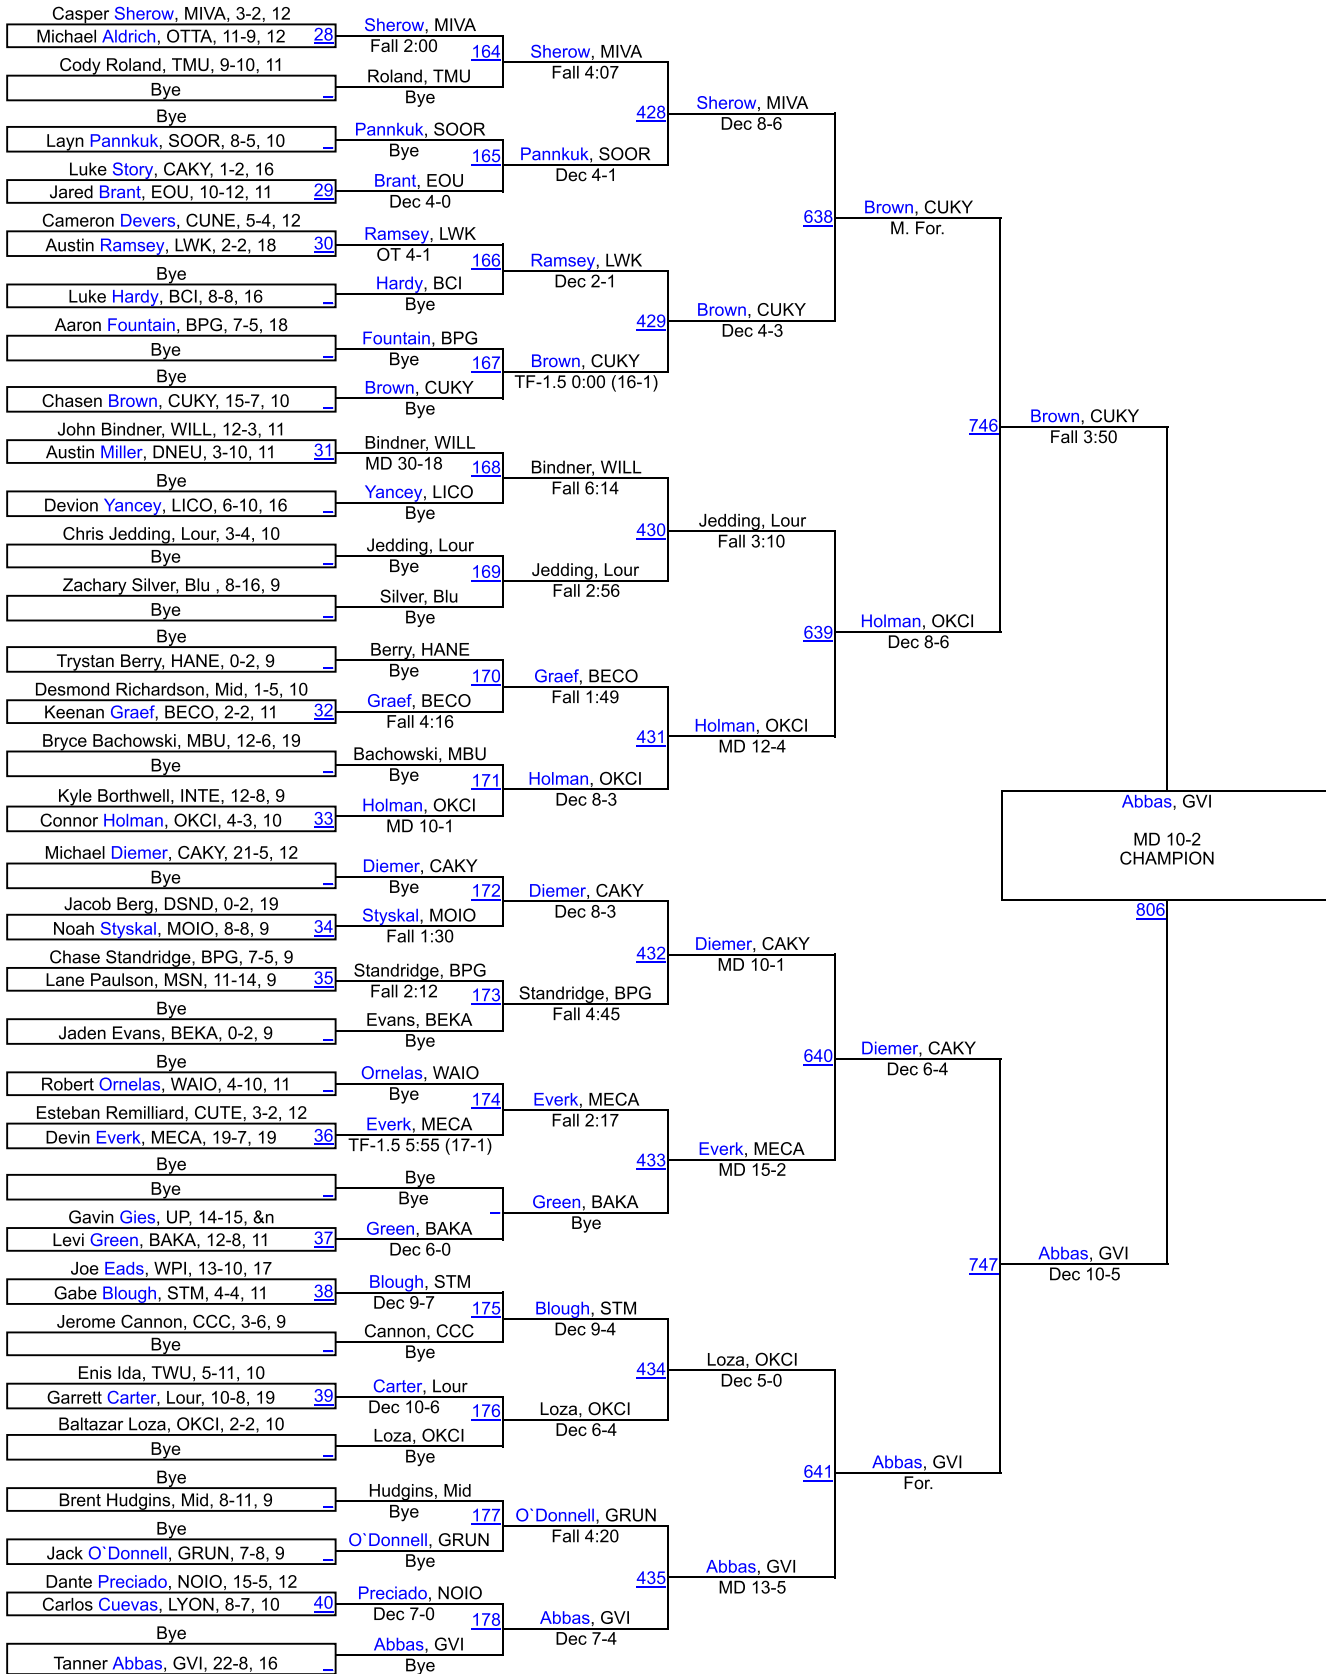 Casper Sherow, MIVA, 3-2, 12
Michael Aldrich, OTTA, 11-9, 12 28
Cody Roland, TMU, 9-10, 11
Bye
Bye
Layn Pannkuk, SOOR, 8-5, 10
Luke Story, CAKY, 1-2, 16
Jared Brant, EOU, 10-12, 11 29
Cameron Devers, CUNE, 5-4, 12
Austin Ramsey, LWK, 2-2, 18 30
Bye
Luke Hardy, BCI, 8-8, 16
Aaron Fountain, BPG, 7-5, 18
Bye
Bye
Chasen Brown, CUKY, 15-7, 10
John Bindner, WILL, 12-3, 11
Austin Miller, DNEU, 3-10, 11 31
Bye
Devion Yancey, LICO, 6-10, 16
Chris Jedding, Lour, 3-4, 10
Bye
Zachary Silver, Blu , 8-16, 9
Bye
Bye
Trystan Berry, HANE, 0-2, 9
Desmond Richardson, Mid, 1-5, 10
Keenan Graef, BECO, 2-2, 11 32
Bryce Bachowski, MBU, 12-6, 19
Bye
Kyle Borthwell, INTE, 12-8, 9
Connor Holman, OKCI, 4-3, 10 33
Michael Diemer, CAKY, 21-5, 12
Bye
Jacob Berg, DSND, 0-2, 19
Noah Styskal, MOIO, 8-8, 9 34
Chase Standridge, BPG, 7-5, 9
Lane Paulson, MSN, 11-14, 9 35
Bye
Jaden Evans, BEKA, 0-2, 9
Bye
Robert Ornelas, WAIO, 4-10, 11
Esteban Remilliard, CUTE, 3-2, 12
Devin Everk, MECA, 19-7, 19 36
Bye
Bye
Gavin Gies, UP, 14-15, &n
Levi Green, BAKA, 12-8, 11 37
Joe Eads, WPI, 13-10, 17
Gabe Blough, STM, 4-4, 11 38
Jerome Cannon, CCC, 3-6, 9
Bye
Enis Ida, TWU, 5-11, 10
Garrett Carter, Lour, 10-8, 19 39
Baltazar Loza, OKCI, 2-2, 10
Bye
Bye
Brent Hudgins, Mid, 8-11, 9
Bye
Jack O`Donnell, GRUN, 7-8, 9
Dante Preciado, NOIO, 15-5, 12
Carlos Cuevas, LYON, 8-7, 10 40
Bye
Tanner Abbas, GVI, 22-8, 16
Sherow, MIVA
Fall 2:00
164
Roland, TMU
Bye
Pannkuk, SOOR
Bye
165
Brant, EOU
Dec 4-0
Ramsey, LWK
OT 4-1
166
Hardy, BCI
Bye
Fountain, BPG
Bye
167
Brown, CUKY
Bye
Bindner, WILL
MD 30-18
168
Yancey, LICO
Bye
Jedding, Lour
Bye
169
Silver, Blu
Bye
Berry, HANE
Bye
170
Graef, BECO
Fall 4:16
Bachowski, MBU
Bye
171
Holman, OKCI
MD 10-1
Diemer, CAKY
Bye
172
Styskal, MOIO
Fall 1:30
Standridge, BPG
Fall 2:12
173
Evans, BEKA
Bye
Ornelas, WAIO
Bye
174
Everk, MECA
TF-1.5 5:55 (17-1)
Bye
Bye
Green, BAKA
Dec 6-0
Blough, STM
Dec 9-7
175
Cannon, CCC
Bye
Carter, Lour
Dec 10-6
176
Loza, OKCI
Bye
Hudgins, Mid
Bye
177
O`Donnell, GRUN
Bye
Preciado, NOIO
Dec 7-0
178
Abbas, GVI
Bye
Sherow, MIVA
Fall 4:07
428
Pannkuk, SOOR
Dec 4-1
Ramsey, LWK
Dec 2-1
429
Brown, CUKY
TF-1.5 0:00 (16-1)
Bindner, WILL
Fall 6:14
430
Jedding, Lour
Fall 2:56
Graef, BECO
Fall 1:49
431
Holman, OKCI
Dec 8-3
Diemer, CAKY
Dec 8-3
432
Standridge, BPG
Fall 4:45
Everk, MECA
Fall 2:17
433
Green, BAKA
Bye
Blough, STM
Dec 9-4
434
Loza, OKCI
Dec 6-4
O`Donnell, GRUN
Fall 4:20
435
Abbas, GVI
Dec 7-4
Sherow, MIVA
Dec 8-6
638
Brown, CUKY
Dec 4-3
Jedding, Lour
Fall 3:10
639
Holman, OKCI
MD 12-4
Diemer, CAKY
MD 10-1
640
Everk, MECA
MD 15-2
Loza, OKCI
Dec 5-0
641
Abbas, GVI
MD 13-5
Brown, CUKY
M. For.
746
Holman, OKCI
Dec 8-6
Diemer, CAKY
Dec 6-4
747
Abbas, GVI
For.
Brown, CUKY
Fall 3:50
Abbas, GVI
Dec 10-5
Abbas, GVI
MD 10-2
CHAMPION
806